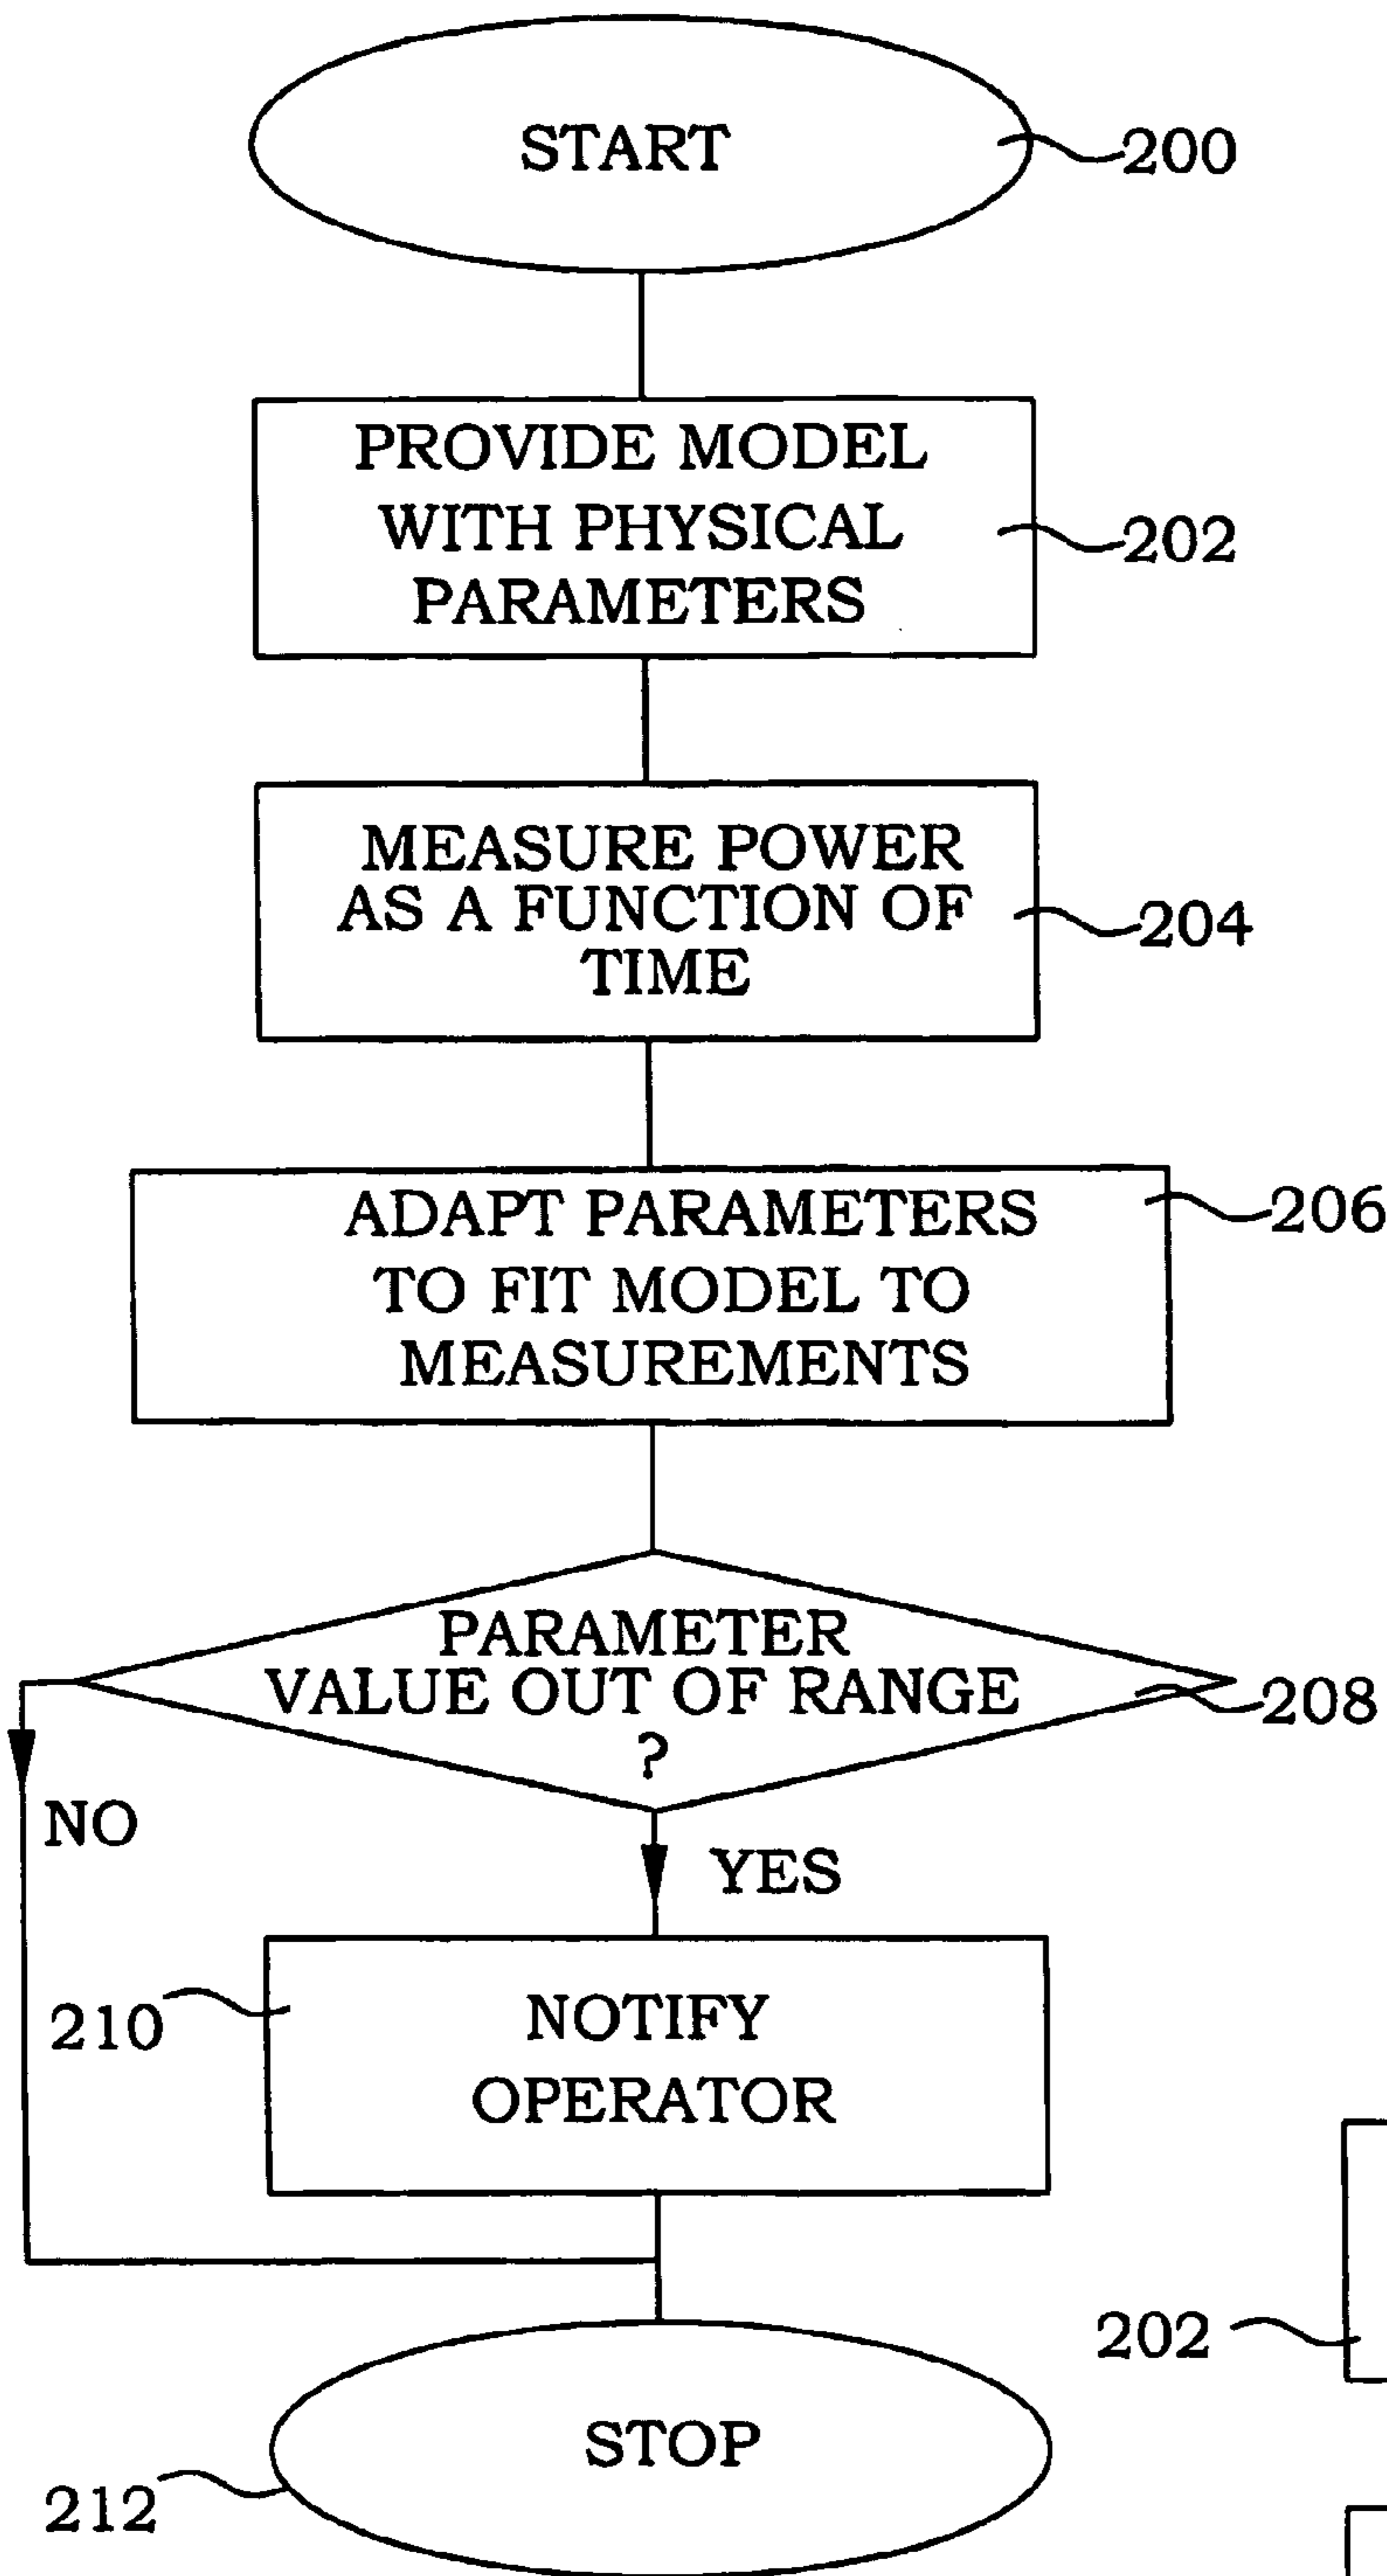 START
200
PROVIDE MODEL
WITH PHYSICAL
PARAMETERS
202
MEASURE POWER
AS A FUNCTION OF
TIME
204
ADAPT PARAMETERS
TO FIT MODEL TO
MEASUREMENTS
206
PARAMETER
VALUE OUT OF RANGE
?
208
NO
YES
210
NOTIFY
OPERATOR
202
STOP
212